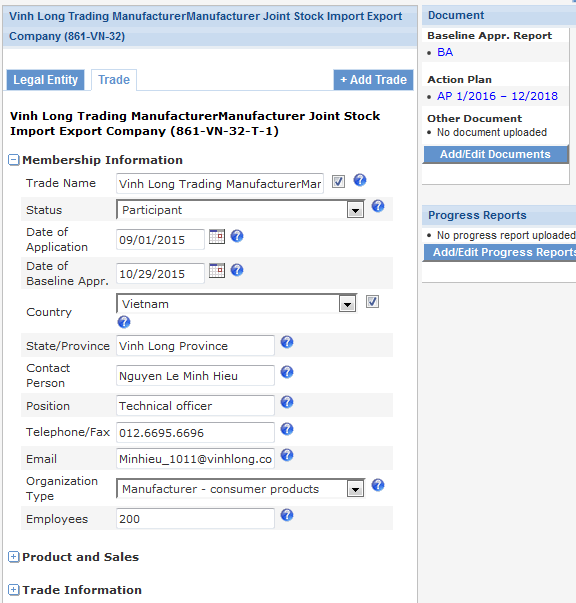 Vinh Long Trading ManufacturerManufacturer Joint Stock Import Export
Company (861-VN-32)
Legal Entity
Trade
+ Add Trade
Vinh Long Trading ManufacturerManufacturer Joint Stock
Import Export Company (861-VN-32-T-1)
Membership Information
Trade Name Vinh Long Trading ManufacturerMar
Status Participant
Date of
Application 09/01/2015
Date of
Baseline Appr. 10/29/2015
Country Vietnam
State/Province Vinh Long Province
Contact
Person Nguyen Le Minh Hieu
Position Technical officer
Telephone/Fax 012.6695.6696
Email Minhieu_1011@vinhlong.co
Organization
Type Manufacturer - consumer products
Employees 200
Product and Sales
Trade Information
Document
Baseline Appr. Report
• BA
Action Plan
• AP 1/2016 – 12/2018
Other Document
• No document uploaded
Add/Edit Documents
Progress Reports
• No progress report uploaded
Add/Edit Progress Reports